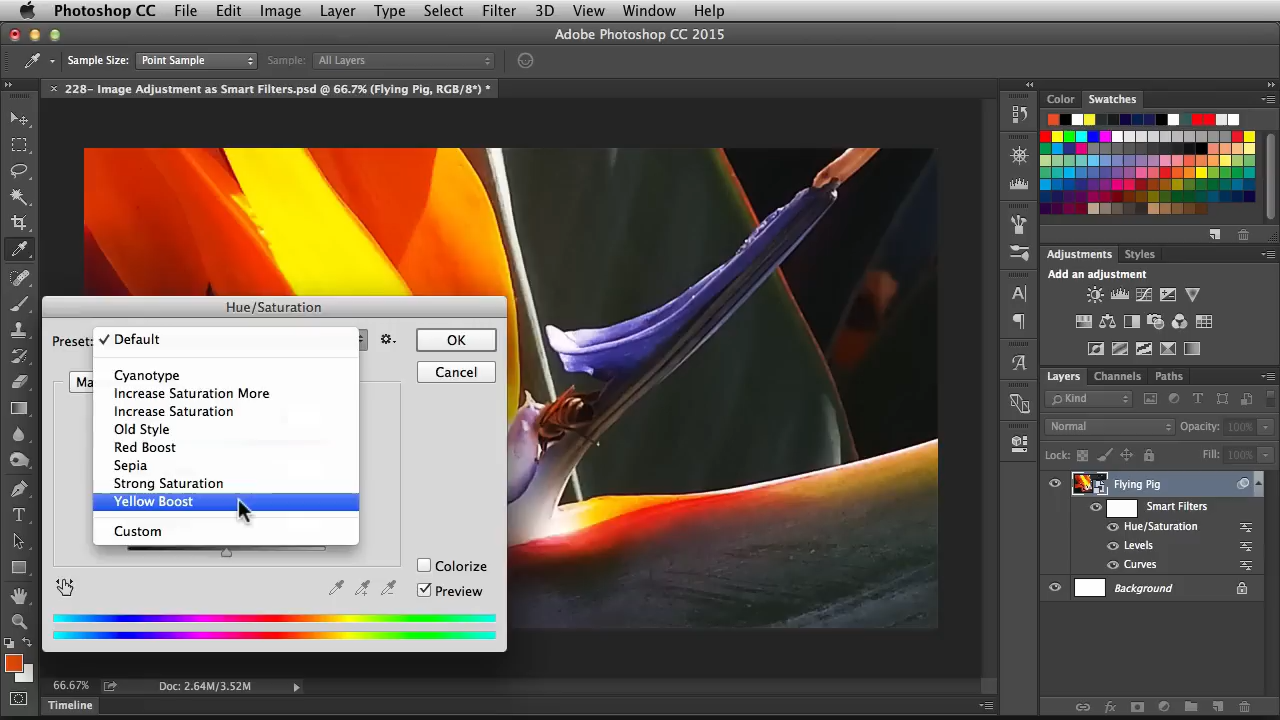 Photoshop CC File Edit Image Layer Type Select Filter 3D View Window Help
Adobe Photoshop CC 2015
Sample Size: Point Sample Sample: All Layers
228- Image Adjustment as Smart Filters.psd @ 66.7% (Flying Pig, RGB/8*) *
Color Swatches
Adjustments Styles
Add an adjustment
Hue/Saturation
Preset: Default
OK
Cancel
Ma
Cyanotype
Increase Saturation More
Increase Saturation
Old Style
Red Boost
Sepia
Strong Saturation
Yellow Boost
Custom
Colorize
Preview
Layers Channels Paths
Kind
Normal Opacity: 100%
Lock: Fill: 100%
Flying Pig
Smart Filters
Hue/Saturation
Levels
Curves
Background
66.67% Doc: 2.64M/3.52M
Timeline